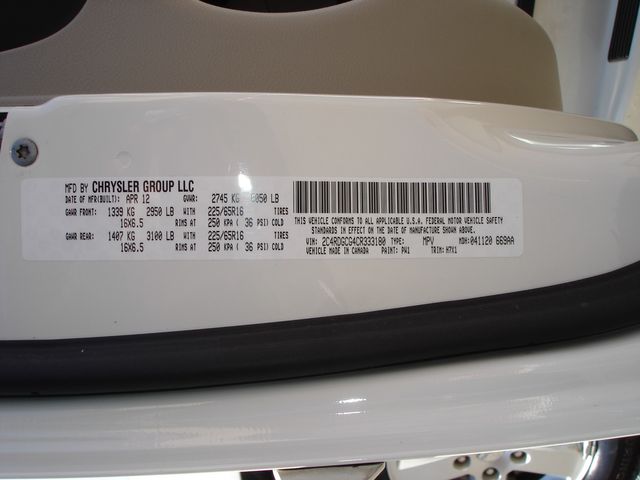 MFD BY CHRYSLER GROUP LLC
DATE OF MFR(BUILT): APR 12 GVWR: 2745 KG 6050 LB
GAWR FRONT: 1339 KG 2950 LB WITH 225/65R16 TIRES
16X6.5 RIMS AT 250 KPA ( 36 PSI) COLD
GAWR REAR: 1407 KG 3100 LB WITH 225/65R16 TIRES
16X6.5 RIMS AT 250 KPA ( 36 PSI) COLD
THIS VEHICLE CONFORMS TO ALL APPLICABLE U.S.A. FEDERAL MOTOR VEHICLE SAFETY
STANDARDS IN EFFECT ON THE DATE OF MANUFACTURE SHOWN ABOVE.
VIN: 2C4RDGCG4CR333180 TYPE: MPV MDH: 041120 669AA
VEHICLE MADE IN CANADA PAINT: PW1 TRIM: H7X1